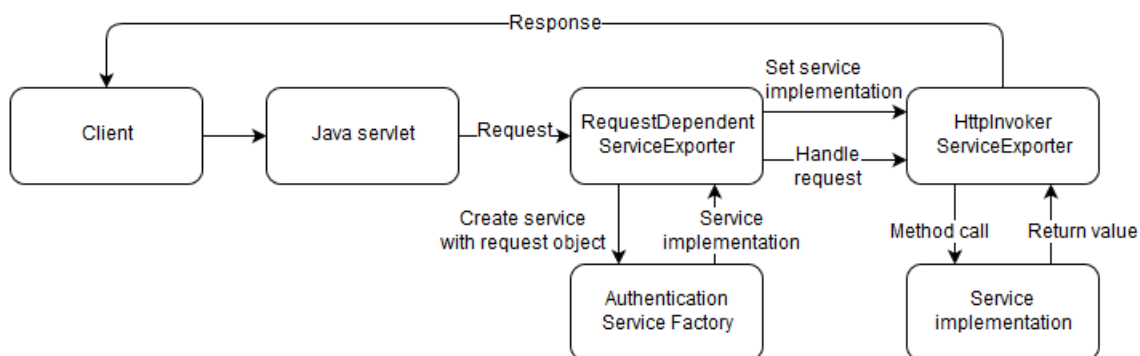 Response
Client
Java servlet
Request
RequestDependent
ServiceExporter
Set service
implementation
Handle
request
HttpInvoker
ServiceExporter
Create service
with request object
Service
implementation
Method call
Return value
Authentication
Service Factory
Service
implementation